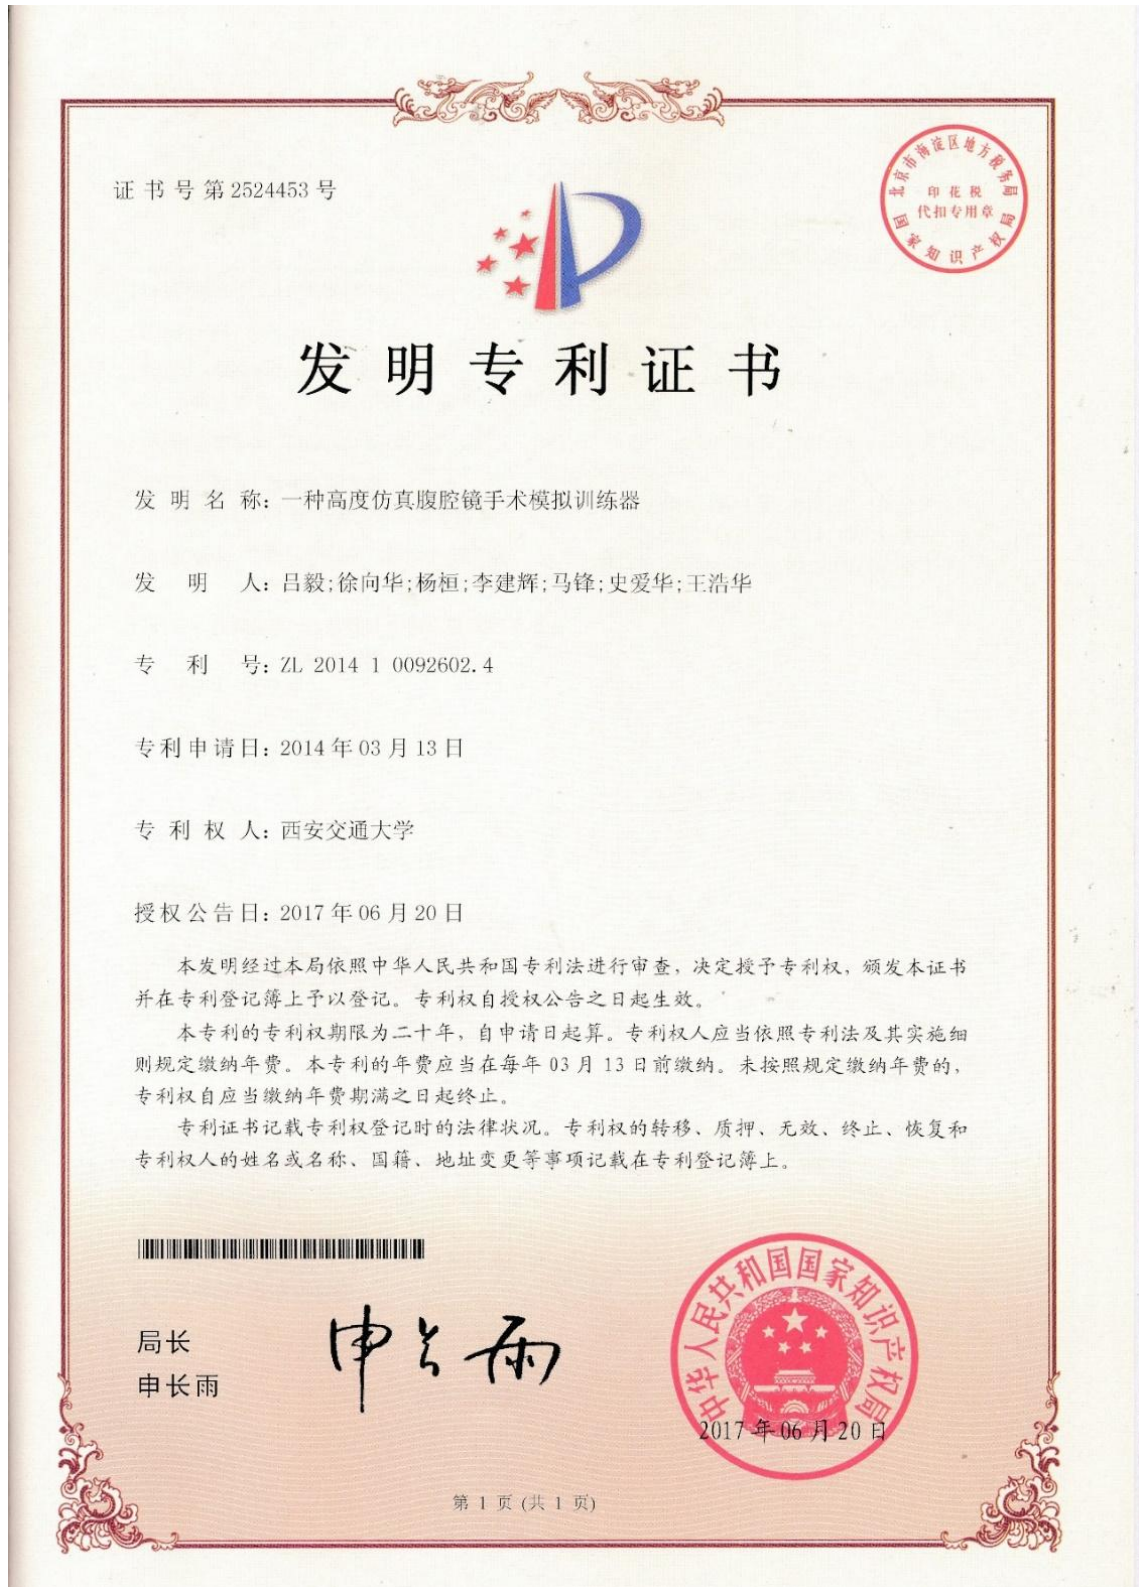 证书号第2524453号
北京市海淀区地方税务局
印花税
代扣专用章
国家知识产权局
发明专利证书
发明名称:一种高度仿真腹腔镜手术模拟训练器
发明人:吕毅;徐向华;杨桓;李建辉;马锋;史爱华;王浩华
专利号:ZL 2014 1 0092602.4
专利申请日:2014年03月13日
专利权人:西安交通大学
授权公告日:2017年06月20日
本发明经过本局依照中华人民共和国专利法进行审查,决定授予专利权,颁发本证书
并在专利登记簿上予以登记。专利权自授权公告之日起生效。
本专利的专利权期限为二十年,自申请日起算。专利权人应当依照专利法及其实施细
则规定缴纳年费。本专利的年费应当在每年03月13日前缴纳。未按照规定缴纳年费的,
专利权自应当缴纳年费期满之日起终止。
专利证书记载专利权登记时的法律状况。专利权的转移、质押、无效、终止、恢复和
专利权人的姓名或名称、国籍、地址变更等事项记载在专利登记簿上。
局长
申长雨
申长雨
中华人民共和国国家知识产权局
2017年06月20日
第1页(共1页)